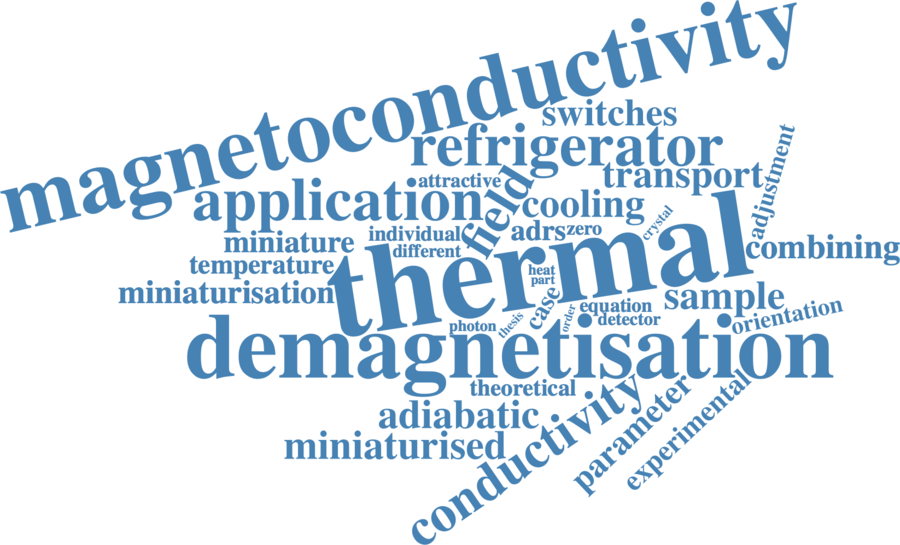 magnetoconductivity
switches
refrigerator
adjustment
attractive
transport
application
field
cooling
crystal
individual
adrs
zero
miniature
different
thermal
combining
temperature
heat
part
miniaturisation
case
equation
sample
photon
thesis
order
detector
orientation
demagnetisation
theoretical
adiabatic
conductivity
parameter
experimental
miniaturised